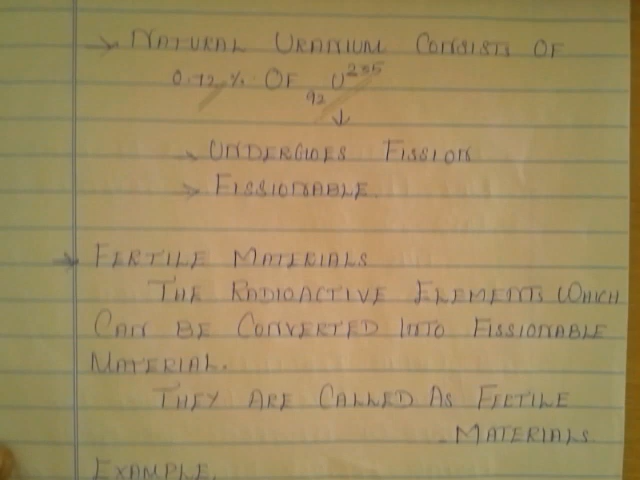 → NATURAL URANIUM CONSISTS OF
0.72 % OF ₉₂U²³⁵
↓
→ UNDERGOES FISSION
→ FISSIONABLE.
→ FERTILE MATERIALS
THE RADIOACTIVE ELEMENTS WHICH
CAN BE CONVERTED INTO FISSIONABLE
MATERIAL.
THEY ARE CALLED AS FERTILE
MATERIALS
EXAMPLE.